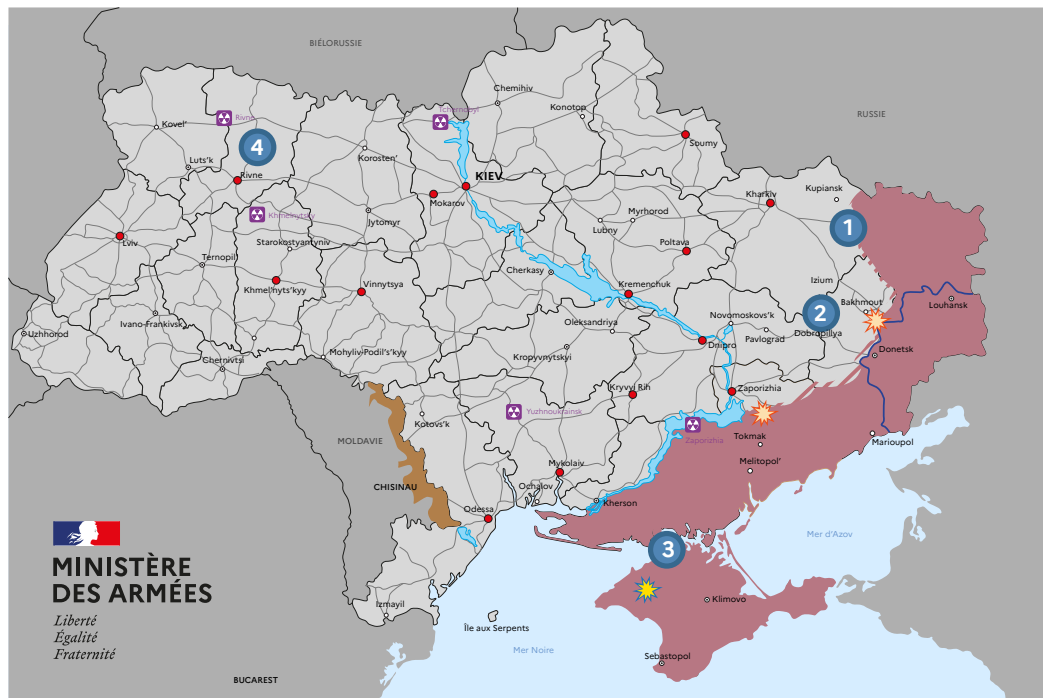 BIÉLORUSSIE
RUSSIE
Chemihiv
Konotop
Tchernobyl
Rivne
Kovel'
Soumy
4
Korosten'
Luts'k
Rivne
KIEV
Mokarov
Kharkiv
Kupiansk
Khmelnytsky
Jytomyr
Myrhorod
Lubny
1
Lviv
Starokostyantyniv
Poltava
Ternopil
Cherkasy
Izium
Khmel'nyts'kyy
Vinnytsya
Kremenchuk
Bakhmout
Louhansk
2
Ivano-Frankivsk
Oleksandriya
Novomoskovs'k
Dobropillya
Pavlograd
Uzhhorod
Dnipro
Donetsk
Chernivtsi
Mohyliv-Podil's'kyy
Kropyvnytskyi
Kryvyi Rih
Zaporizhia
Yuzhnoukrainsk
Kotovs'k
Zaporizhia
Tokmak
Marioupol
MOLDAVIE
Melitopol'
Mykolaiv
CHISINAU
Ochalov
Kherson
Odessa
Mer d'Azov
3
MINISTÈRE
DES ARMÉES
Liberté
Égalité
Fraternité
Klimovo
Izmayil
Île aux Serpents
Mer Noire
Sebastopol
BUCAREST